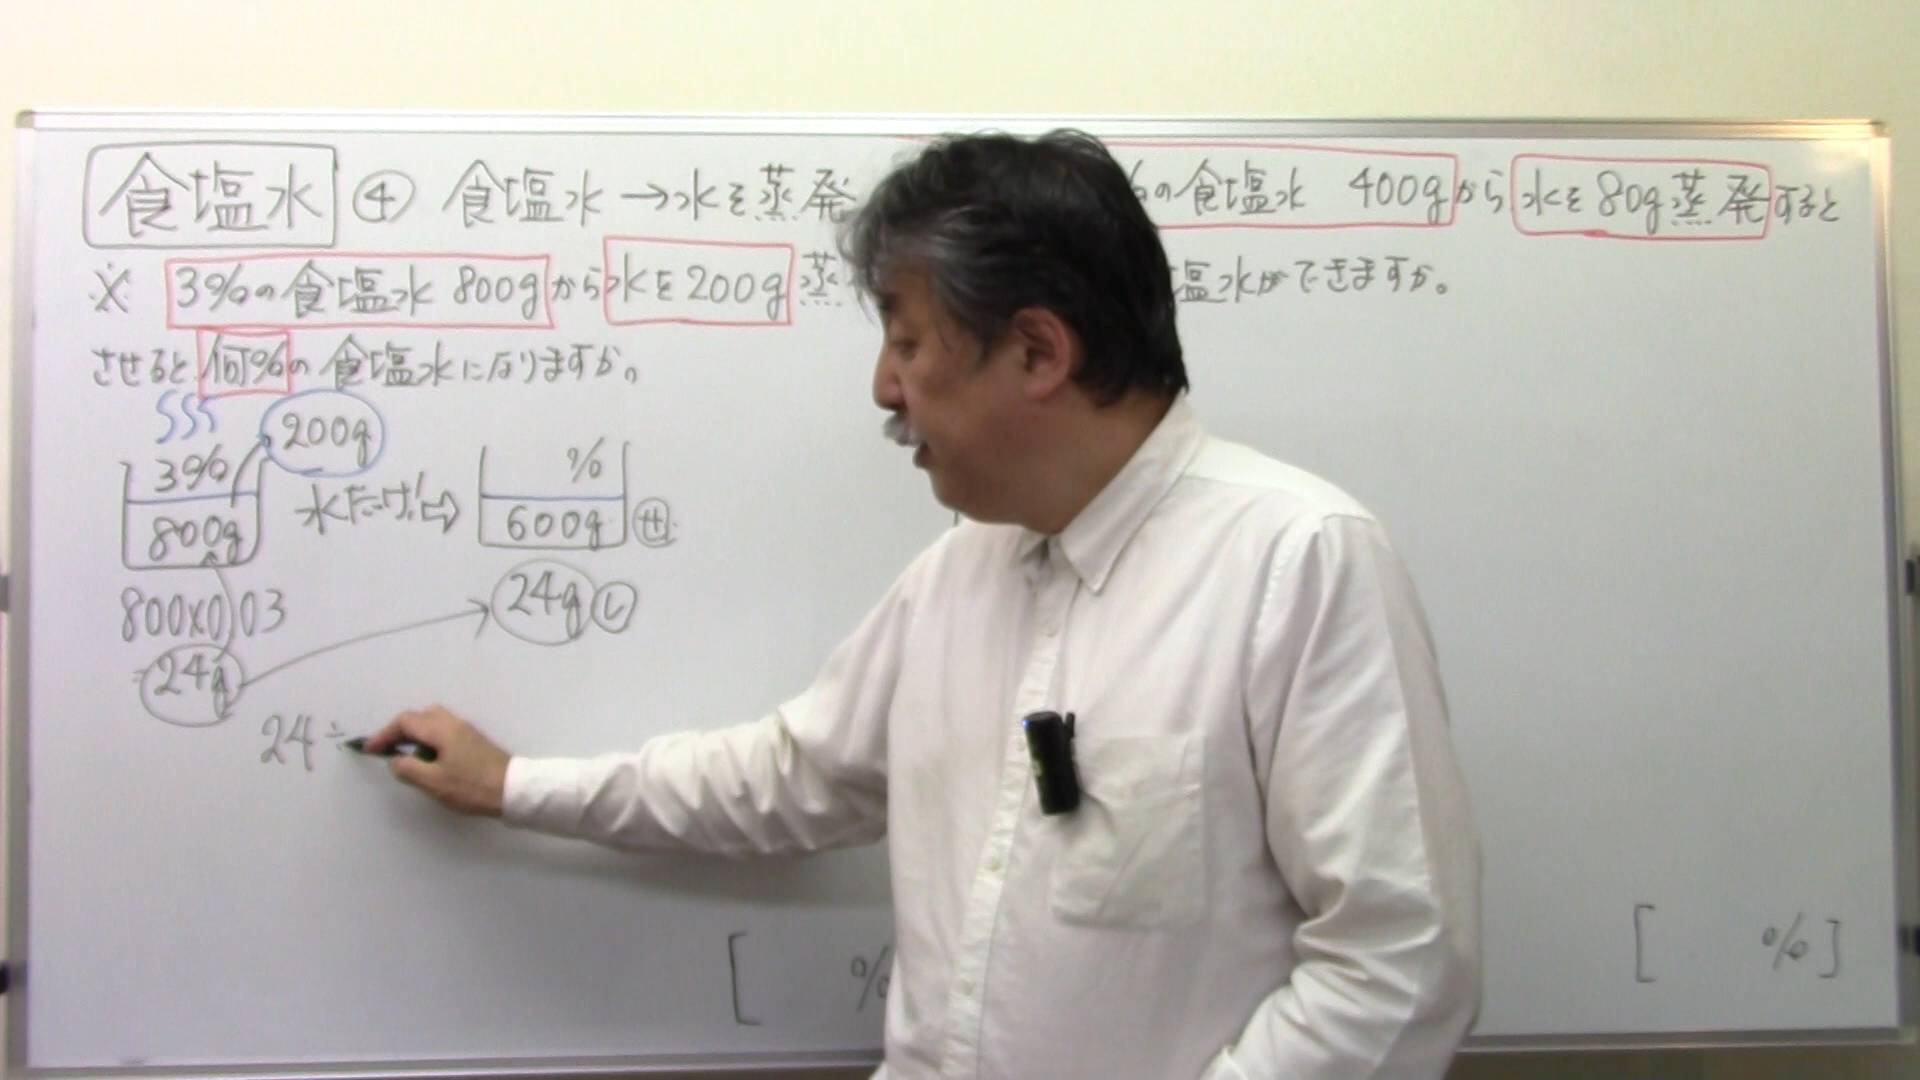 食塩水 ④ 食塩水→水を蒸発
※ 3%の食塩水 800gから水を200g蒸
させると何%の食塩水になりますか。
200g
3%
800g
水だけ!⇨
%
600g サ
800×0.03
=24g
24g シ
24÷
[ %
の食塩水 400gから水を80g蒸発すると
塩水ができますか。
[ %]